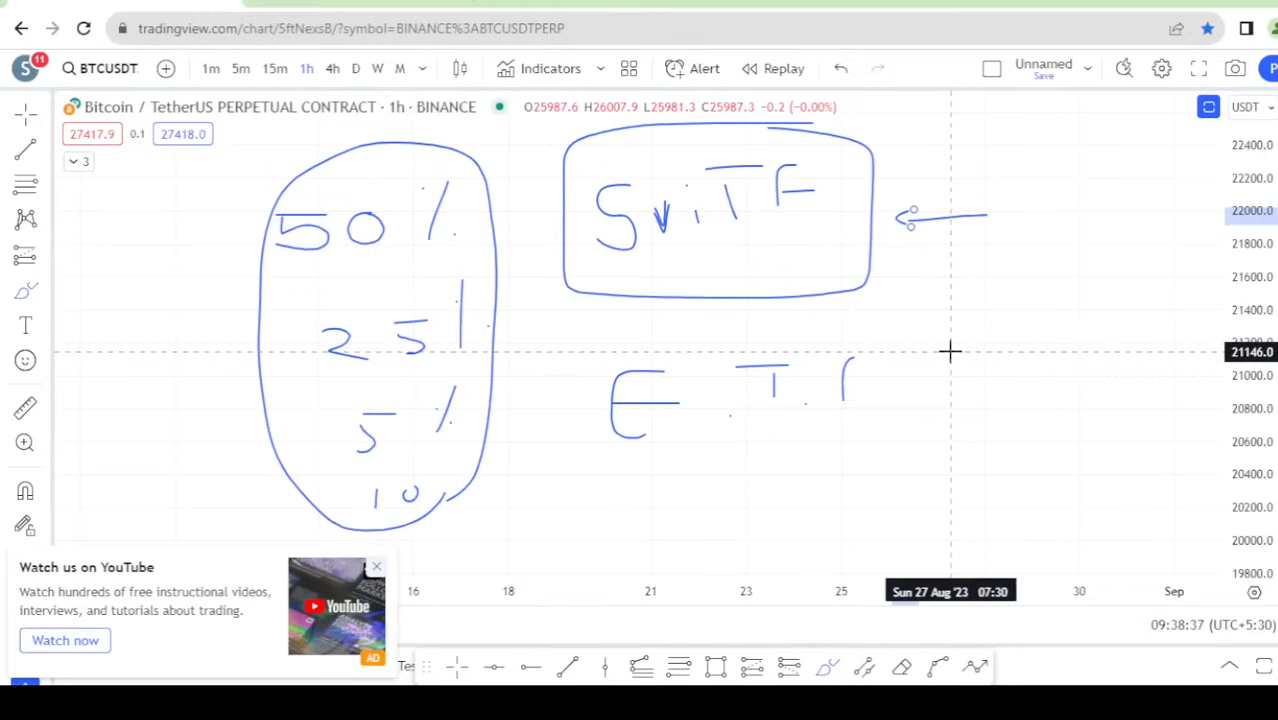 tradingview.com/chart/5ftNexsB/?symbol=BINANCE%3ABTCUSDTPERP
S 11 BTCUSDT. 1m 5m 15m 1h 4h D W M Indicators Alert Replay Unnamed Save P
Bitcoin / TetherUS PERPETUAL CONTRACT · 1h · BINANCE O25987.6 H26007.9 L25981.3 C25987.3 −0.2 (−0.00%) USDT
27417.9 0.1 27418.0
3
22400.0
22200.0
22000.0
21800.0
21600.0
21400.0
21146.0
21000.0
20800.0
20600.0
20400.0
20200.0
20000.0
19800.0
50%
25%
5%
10
E
T
Watch us on YouTube
Watch hundreds of free instructional videos,
interviews, and tutorials about trading.
Watch now
YouTube
AD
16 18 21 23 25 Sun 27 Aug '23 07:30 30 Sep
09:38:37 (UTC+5:30)